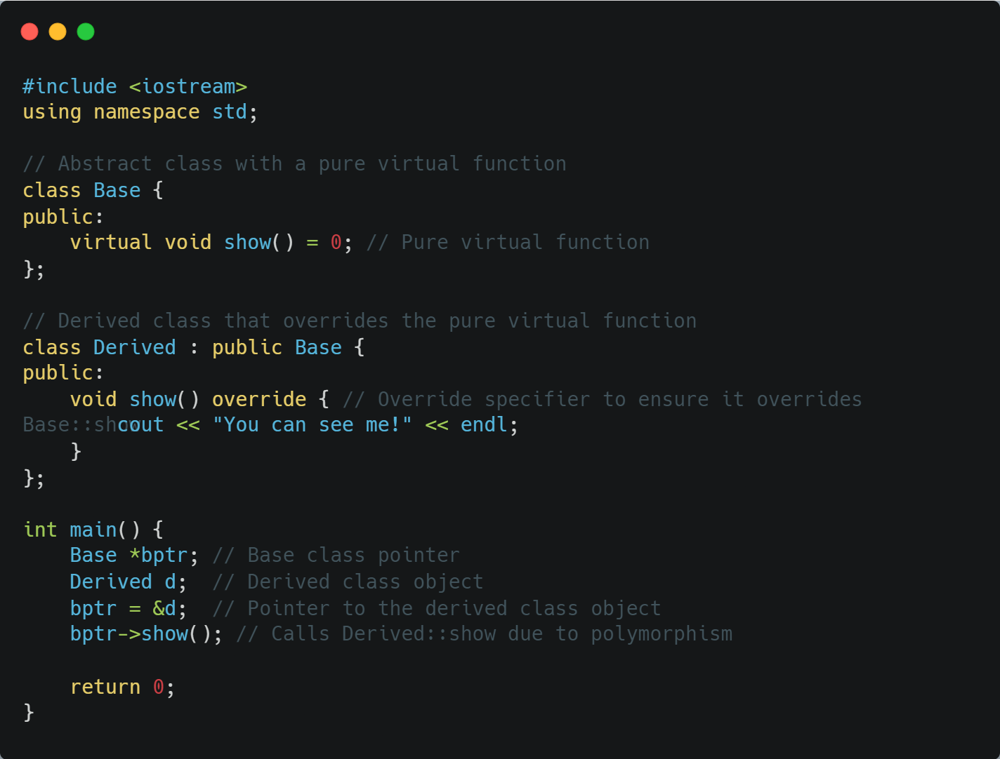 #include <iostream>
using namespace std;
// Abstract class with a pure virtual function
class Base {
public:
    virtual void show() = 0; // Pure virtual function
};
// Derived class that overrides the pure virtual function
class Derived : public Base {
public:
    void show() override { // Override specifier to ensure it overrides
Base::show
        cout << "You can see me!" << endl;
    }
};
int main() {
    Base *bptr; // Base class pointer
    Derived d;  // Derived class object
    bptr = &d;  // Pointer to the derived class object
    bptr->show(); // Calls Derived::show due to polymorphism
    return 0;
}